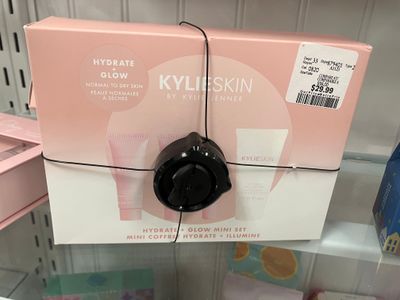 HYDRATE
+
GLOW
NORMAL TO DRY SKIN
PEAUX NORMALES
À SÈCHES
KYLIESKIN
BY KYLIE JENNER
$29.99
KYLIESKIN
HYDRATE + GLOW MINI SET
MINI COFFRET HYDRATE + ILLUMINE